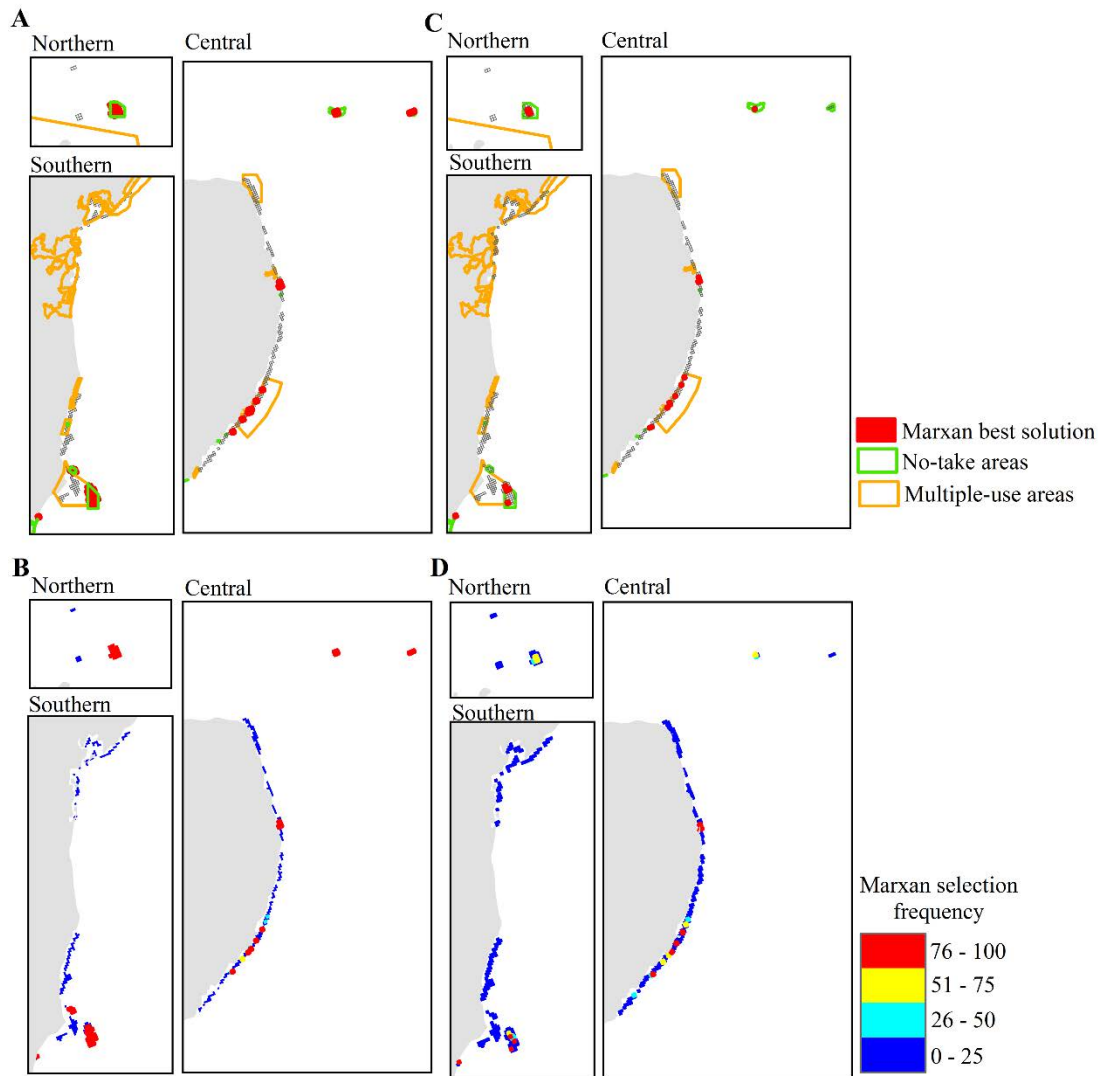 A
Northern
Central
Southern
C
Northern
Central
Southern
Marxan best solution
No-take areas
Multiple-use areas
B
Northern
Central
Southern
D
Northern
Central
Southern
Marxan selection
frequency
76 - 100
51 - 75
26 - 50
0 - 25